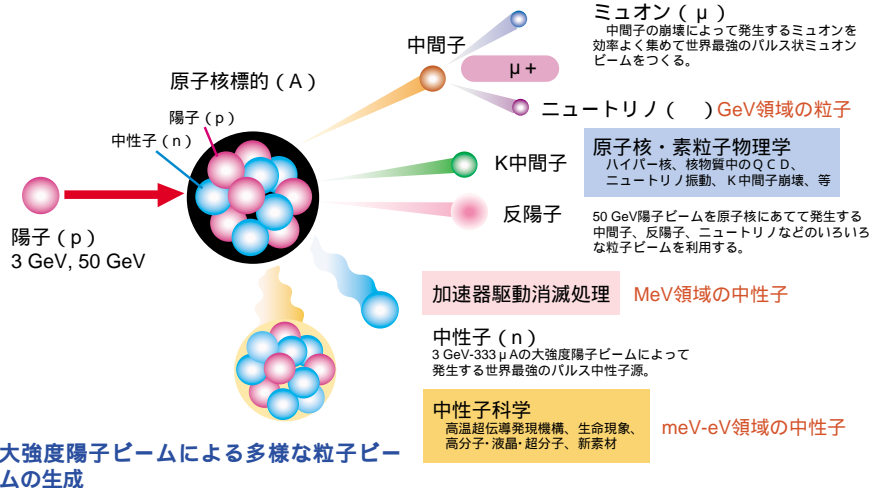 ミュオン(μ)
中間子の崩壊によって発生するミュオンを
効率よく集めて世界最強のパルス状ミュオン
ビームをつくる。
中間子
μ+
原子核標的(A)
陽子(p)
中性子(n)
ニュートリノ( ) GeV領域の粒子
K中間子
原子核・素粒子物理学
ハイパー核、核物質中のQCD、
ニュートリノ振動、K中間子崩壊、等
反陽子
50 GeV陽子ビームを原子核にあてて発生する
中間子、反陽子、ニュートリノなどのいろいろ
な粒子ビームを利用する。
陽子(p)
3 GeV, 50 GeV
加速器駆動消滅処理 MeV領域の中性子
中性子(n)
3 GeV-333μAの大強度陽子ビームによって
発生する世界最強のパルス中性子源。
中性子科学
高温超伝導発現機構、生命現象、
高分子・液晶・超分子、新素材
meV-eV領域の中性子
大強度陽子ビームによる多様な粒子ビー
ムの生成